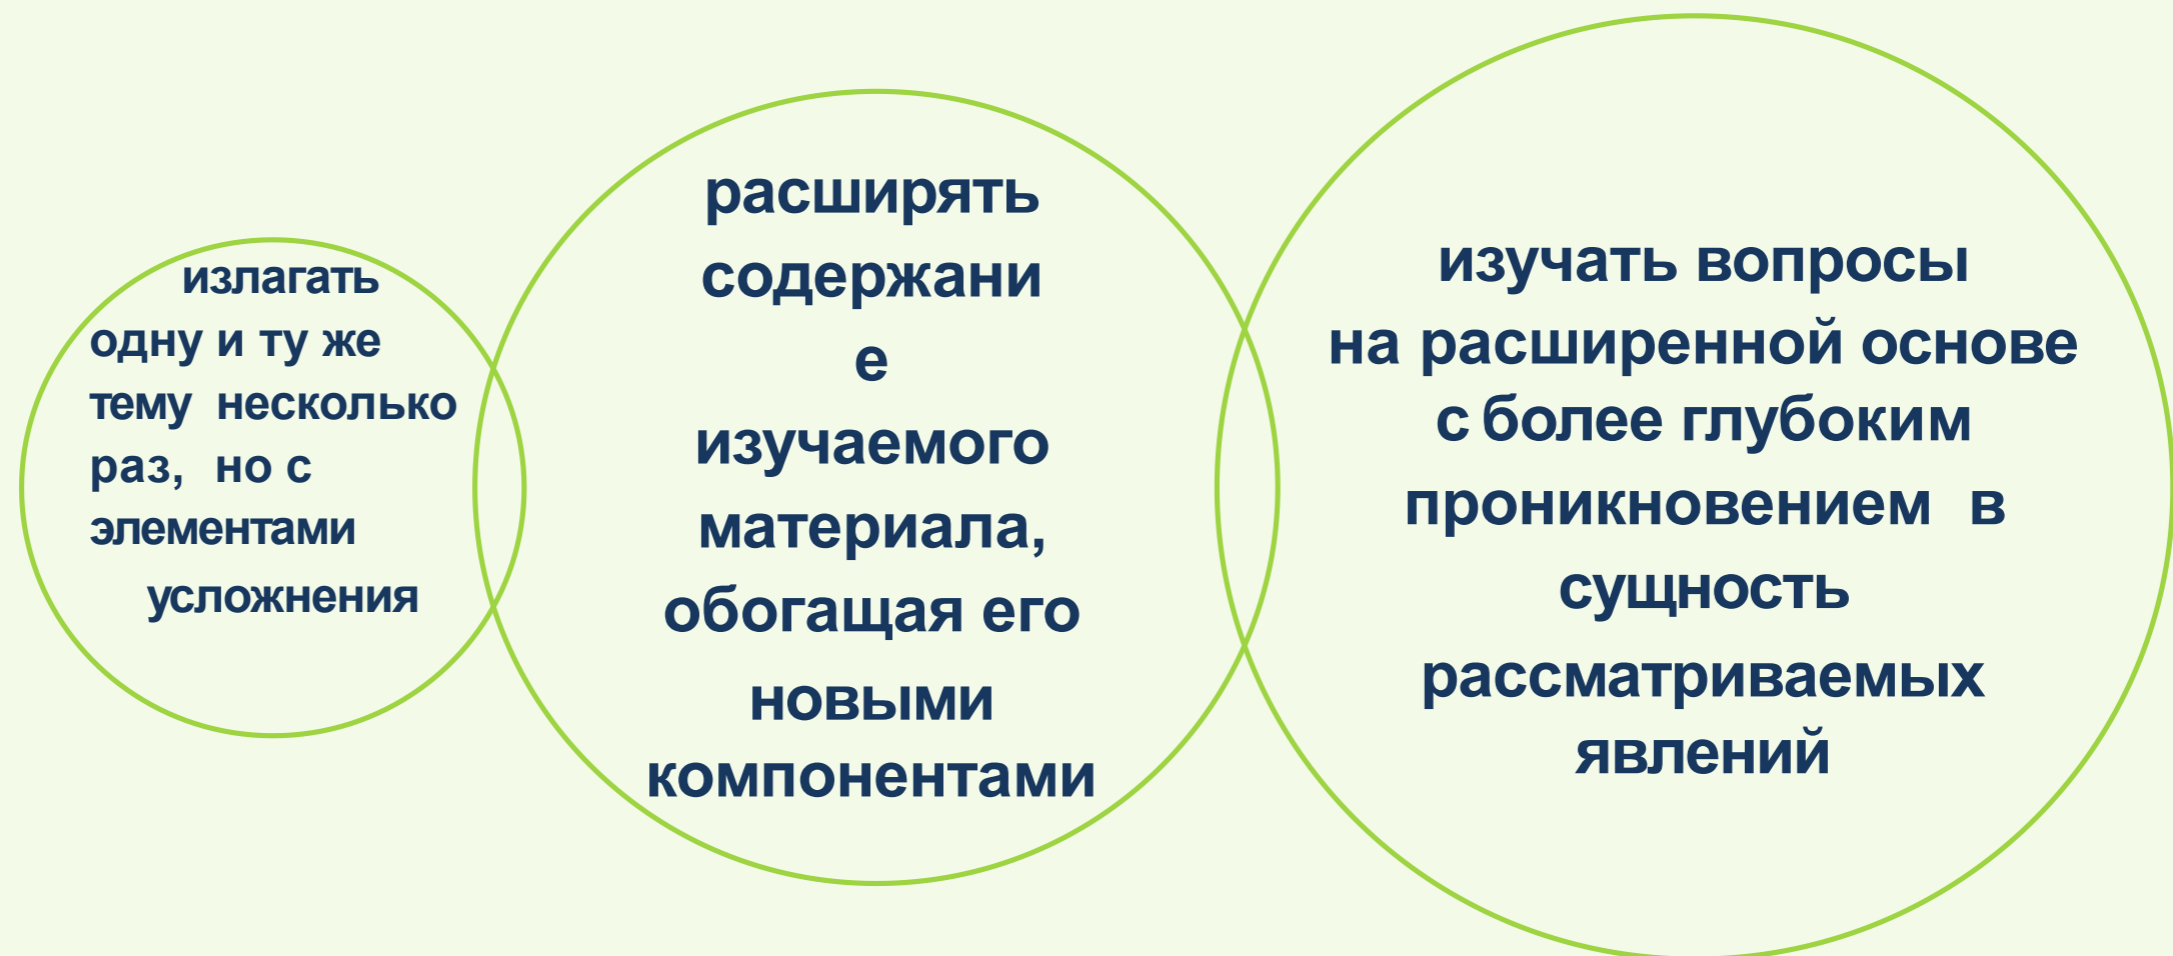 излагать
одну и ту же
тему несколько
раз, но с
элементами
усложнения
расширять
содержани
е
изучаемого
материала,
обогащая его
новыми
компонентами
изучать вопросы
на расширенной основе
с более глубоким
проникновением в
сущность
рассматриваемых
явлений